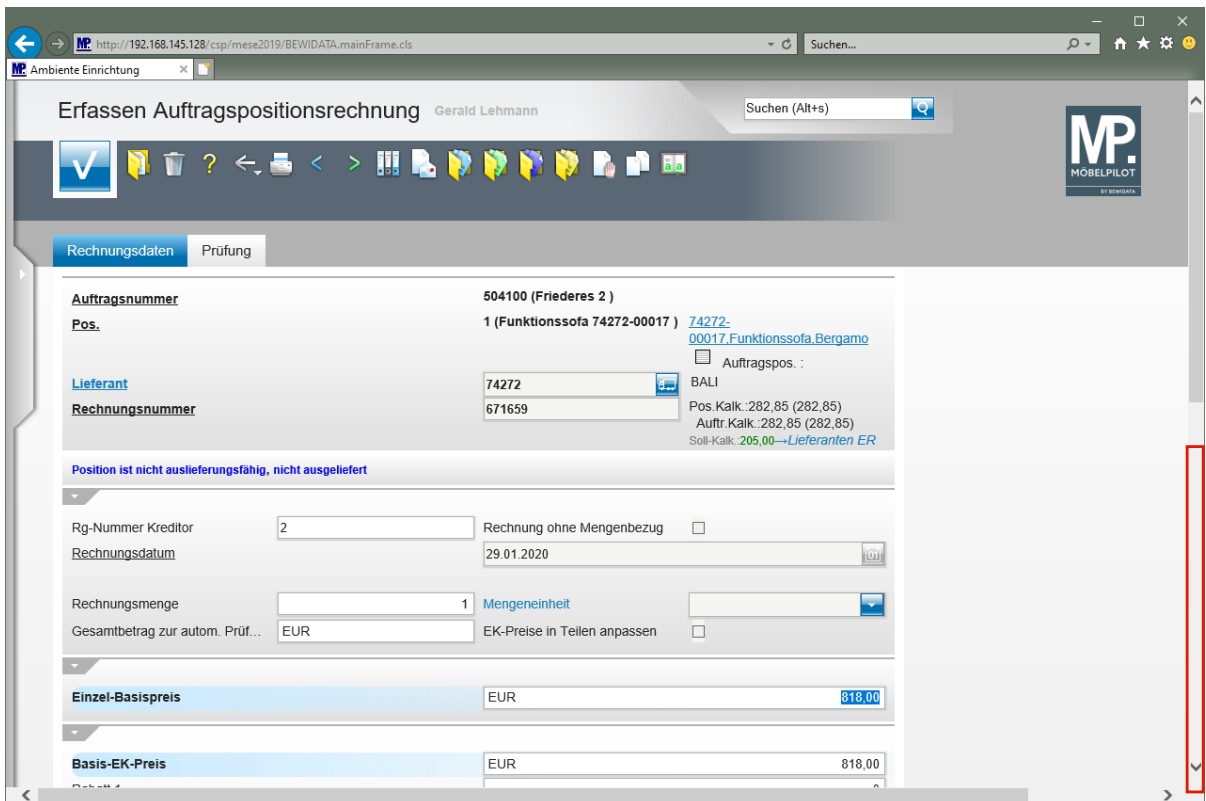 http://192.168.145.128/csp/mese2019/BEWIDATA.mainFrame.cls
Suchen...
MP. Ambiente Einrichtung
Erfassen Auftragspositionsrechnung Gerald Lehmann
Suchen (Alt+s)
MP.
MÖBELPILOT
BY BEWIDATA
Rechnungsdaten Prüfung
Auftragsnummer 504100 (Friederes 2 )
Pos. 1 (Funktionssofa 74272-00017 ) 74272-
00017,Funktionssofa,Bergamo
Auftragspos. :
Lieferant 74272 BALI
Rechnungsnummer 671659 Pos.Kalk.:282,85 (282,85)
Auftr.Kalk.:282,85 (282,85)
Soll-Kalk.:205,00→Lieferanten ER
Position ist nicht auslieferungsfähig, nicht ausgeliefert
Rg-Nummer Kreditor 2 Rechnung ohne Mengenbezug
Rechnungsdatum 29.01.2020
Rechnungsmenge 1 Mengeneinheit
Gesamtbetrag zur autom. Prüf... EUR EK-Preise in Teilen anpassen
Einzel-Basispreis EUR 818,00
Basis-EK-Preis EUR 818,00